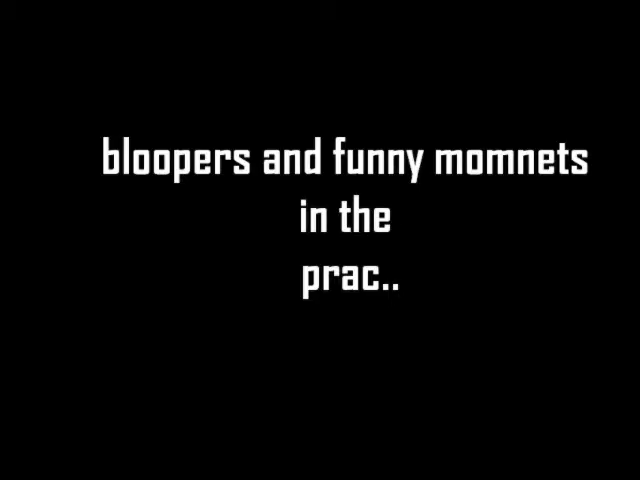 bloopers and funny momnets
in the
prac..